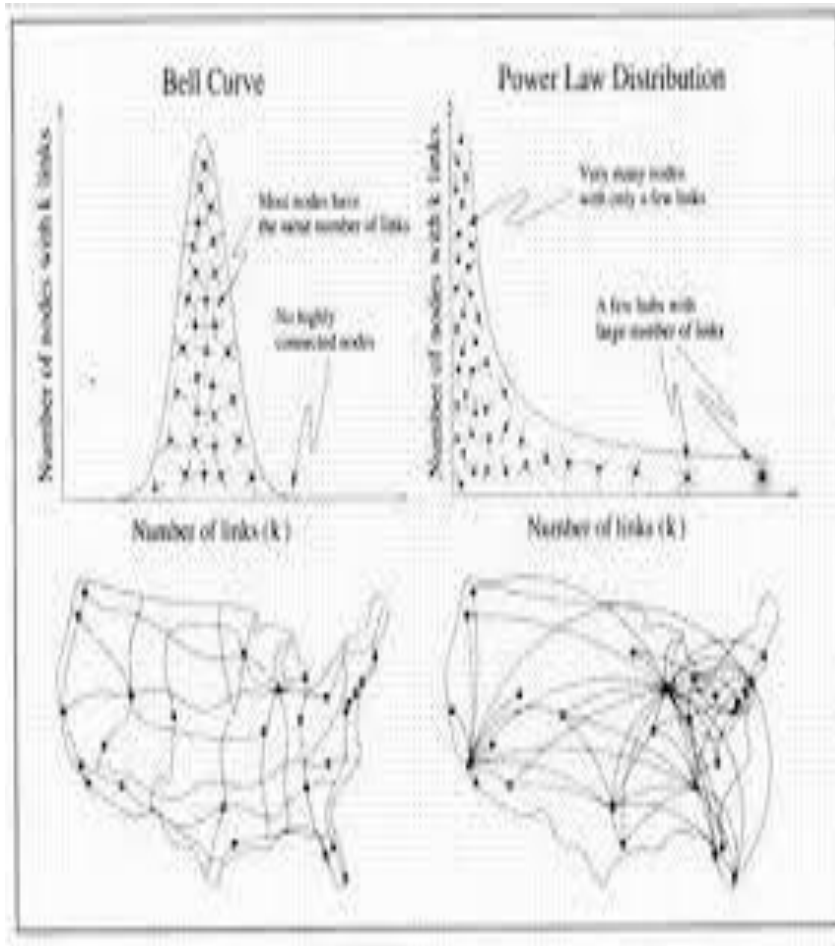 Bell Curve
Number of nodes with k links
Most nodes have
the same number of links
No highly
connected nodes
Number of links (k)
Power Law Distribution
Number of nodes with k links
Very many nodes
with only a few links
A few hubs with
large number of links
Number of links (k)